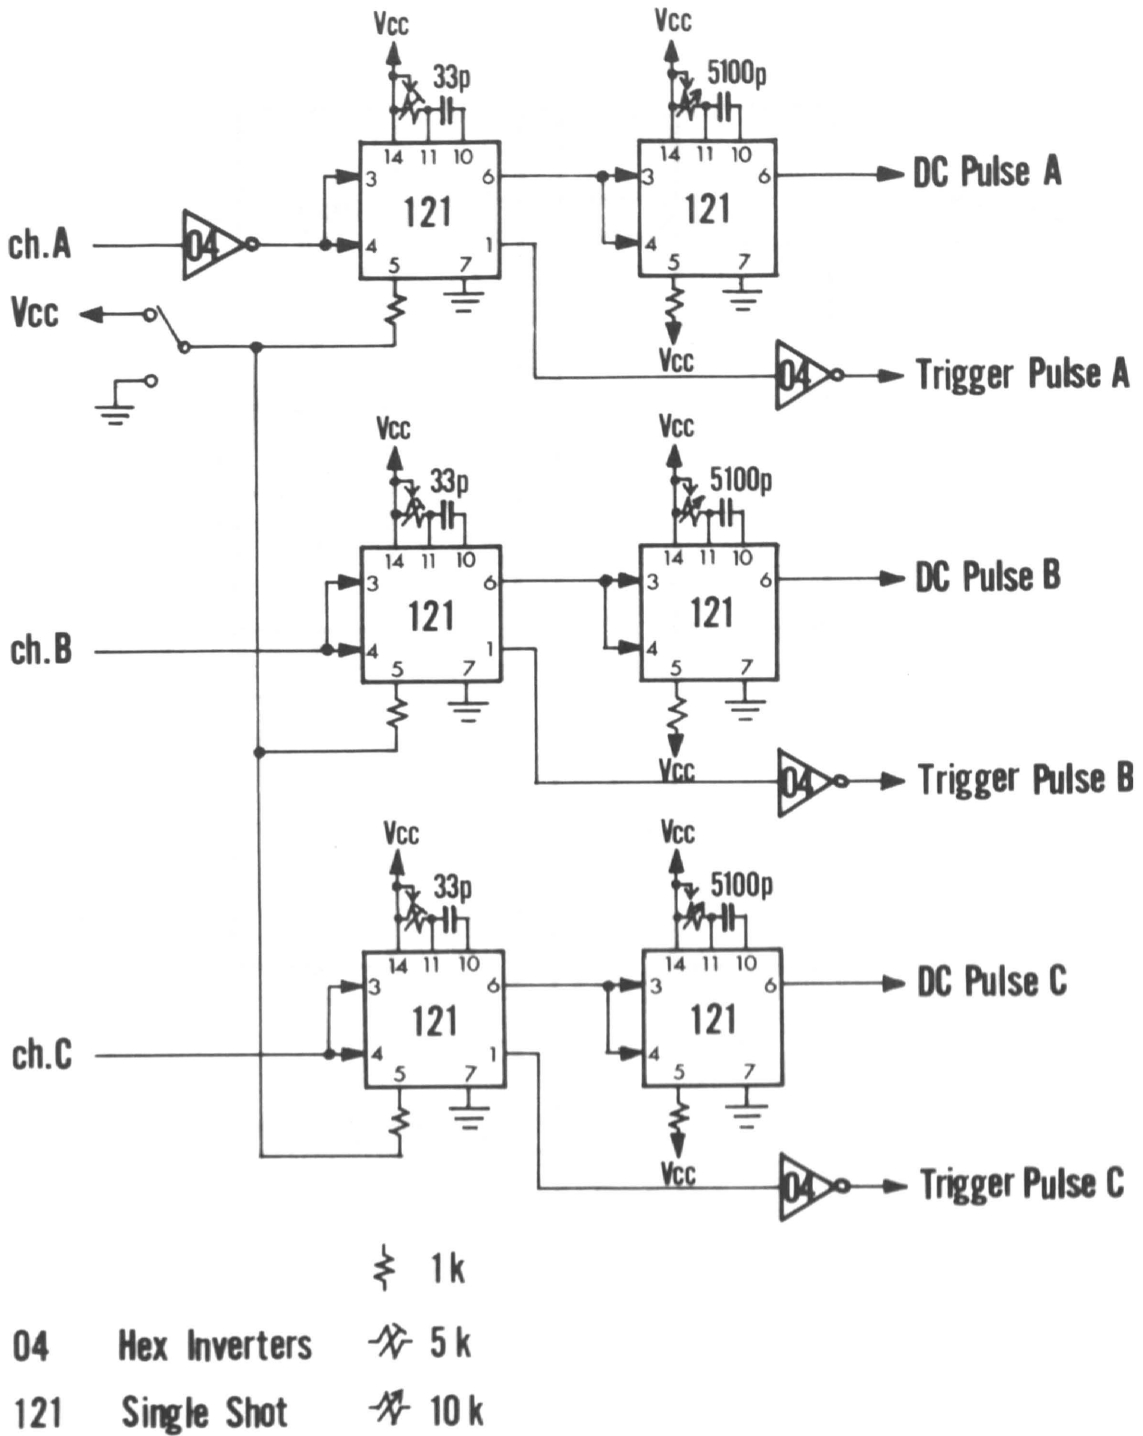 Vcc Vcc
33p 5100p
14 11 10 14 11 10
3 6 3 6 DC Pulse A
121 121
ch.A 04 4 1 4
5 7 5 7
Vcc
Vcc 04 Trigger Pulse A
Vcc Vcc
33p 5100p
14 11 10 14 11 10
3 6 3 6 DC Pulse B
121 121
ch.B 4 1 4
5 7 5 7
Vcc 04 Trigger Pulse B
Vcc Vcc
33p 5100p
14 11 10 14 11 10
3 6 3 6 DC Pulse C
121 121
ch.C 4 1 4
5 7 5 7
Vcc 04 Trigger Pulse C
1k
04 Hex Inverters 5k
121 Single Shot 10k